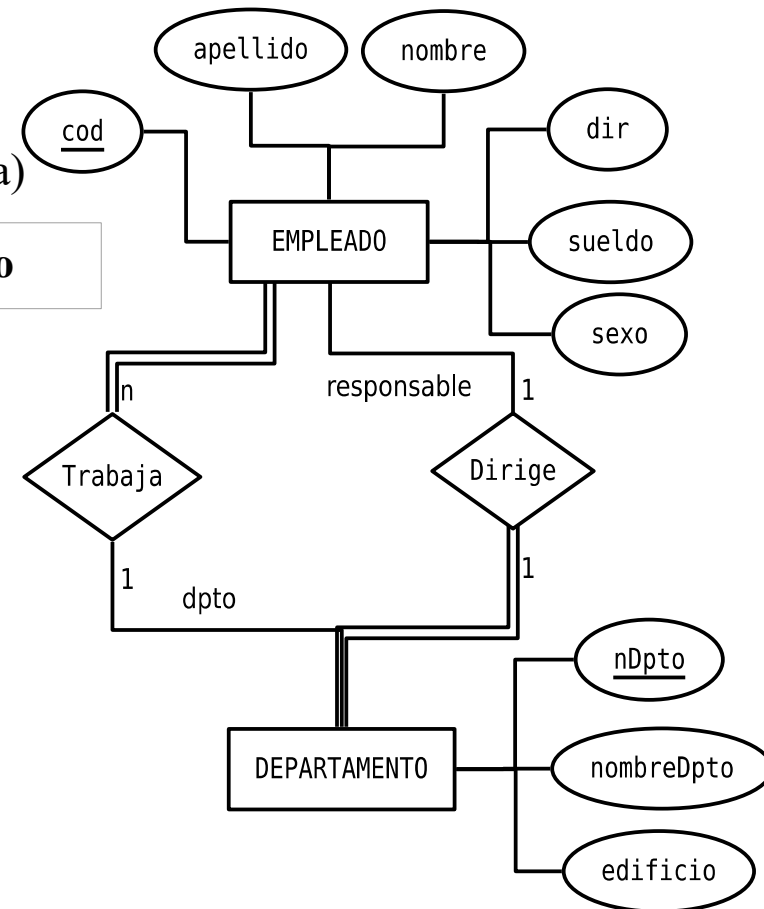 apellido
nombre
cod
dir
a)
EMPLEADO
sueldo
o
sexo
n
responsable
1
Trabaja
Dirige
1
1
dpto
nDpto
DEPARTAMENTO
nombreDpto
edificio